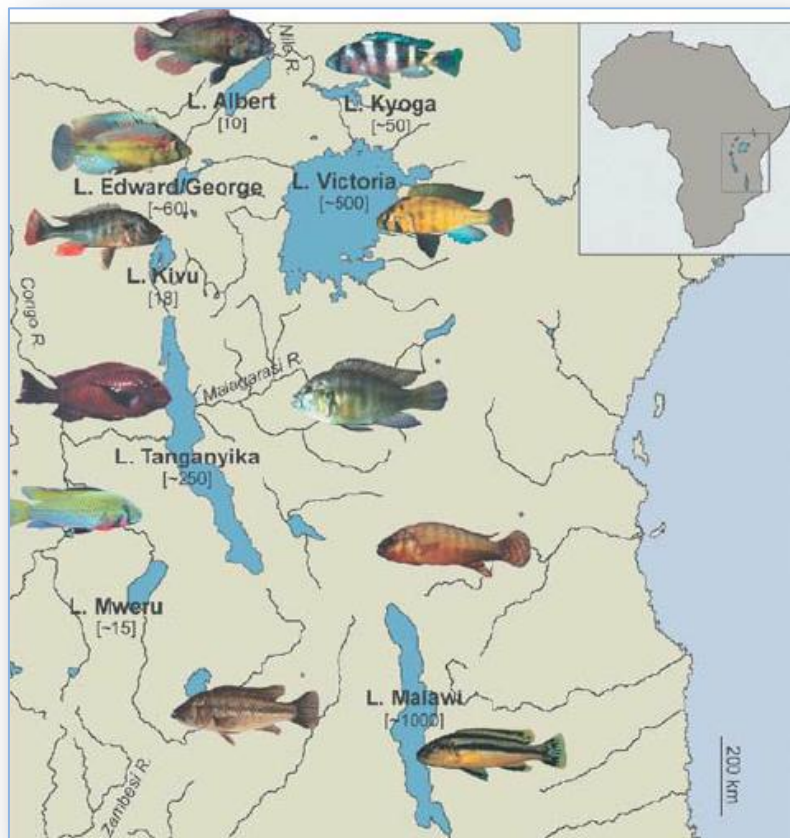 Nile R.
L. Albert
[10]
L. Kyoga
[~50]
L. Edward/George
[~60]
L. Victoria
[~500]
L. Kivu
[18]
Congo R.
Malagarasi R.
L. Tanganyika
[~250]
L. Mweru
[~15]
L. Malawi
[~1000]
Zambesi R.
200 km